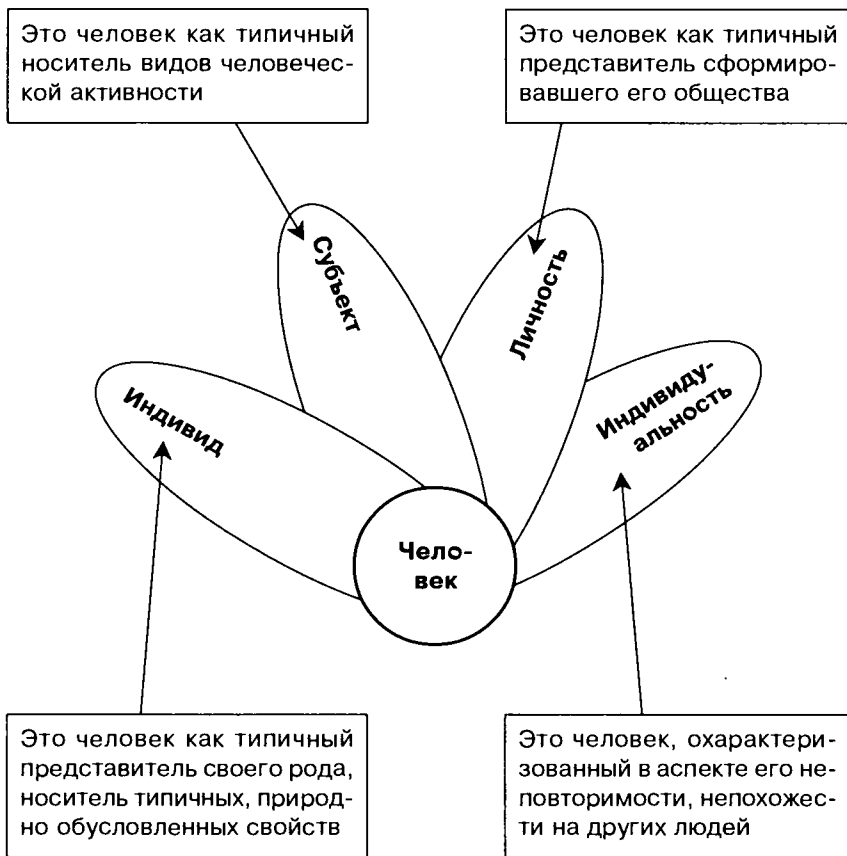 Это человек как типичный
носитель видов человечес-
кой активности
Это человек как типичный
представитель сформиро-
вавшего его общества
Субъект
Личность
Индивид
Индивиду-
альность
Чело-
век
Это человек как типичный
представитель своего рода,
носитель типичных, природ-
но обусловленных свойств
Это человек, охарактери-
зованный в аспекте его не-
повторимости, непохожес-
ти на других людей